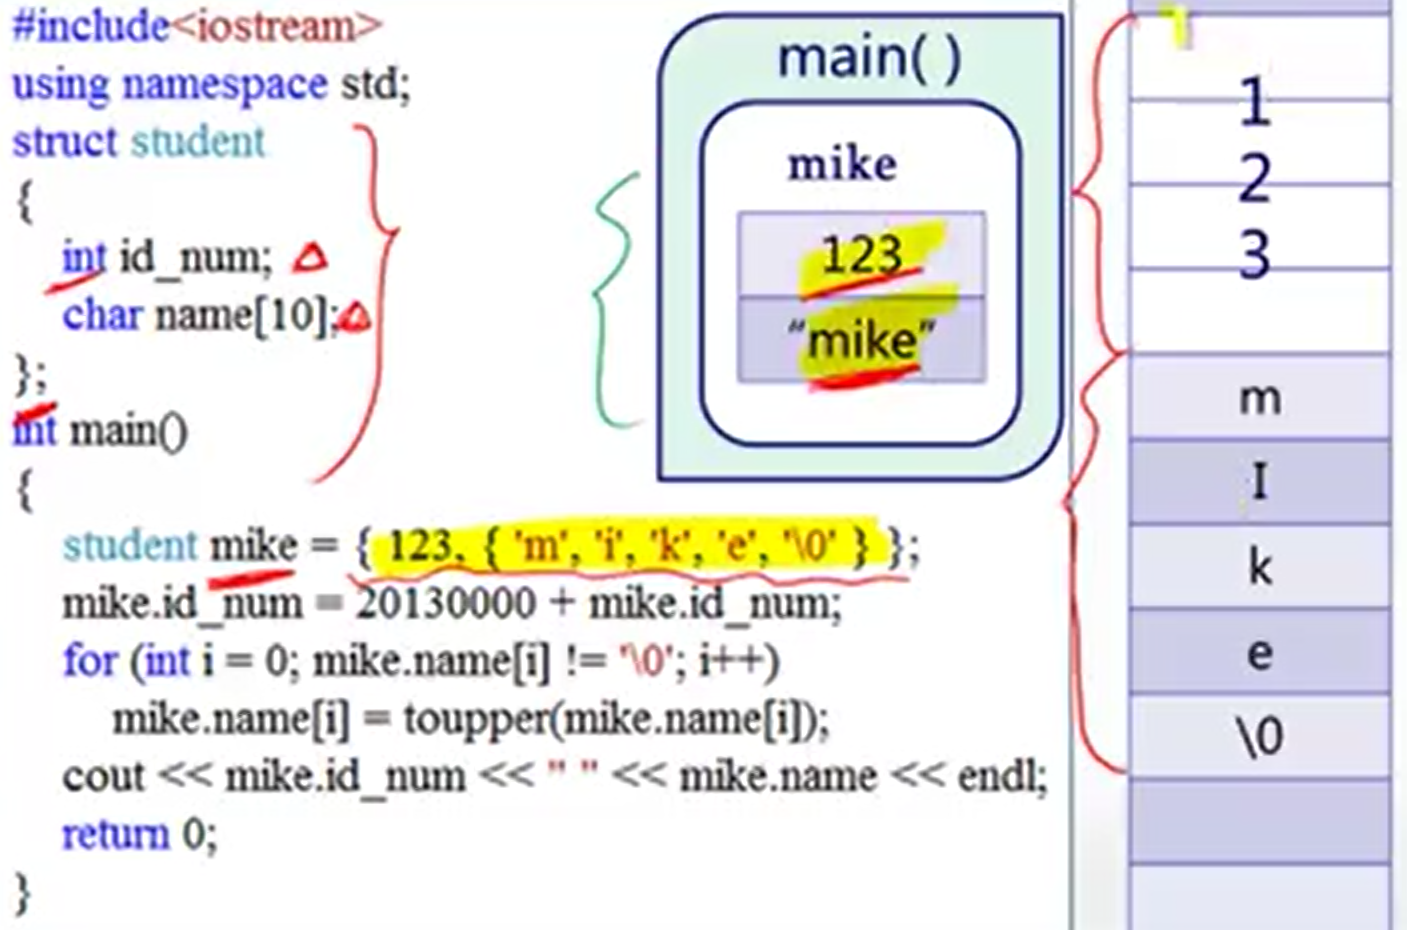 #include<iostream>
using namespace std;
struct student
{
int id_num;
char name[10];
};
int main()
{
student mike = { 123, { 'm', 'i', 'k', 'e', '\0' } };
mike.id_num = 20130000 + mike.id_num;
for (int i = 0; mike.name[i] != '\0'; i++)
mike.name[i] = toupper(mike.name[i]);
cout << mike.id_num << " " << mike.name << endl;
return 0;
}
main( )
mike
123
“mike”
1
2
3
m
I
k
e
\0